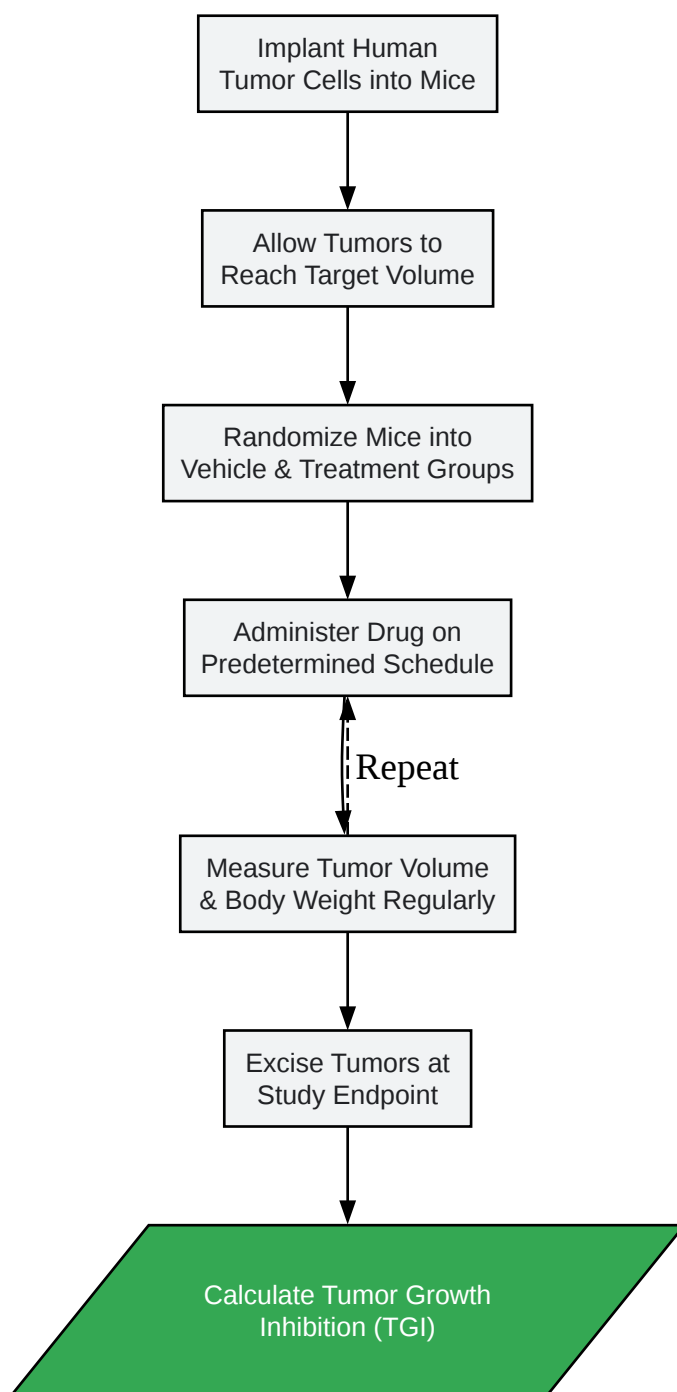 Implant Human
Tumor Cells into Mice
Allow Tumors to
Reach Target Volume
Randomize Mice into
Vehicle & Treatment Groups
Administer Drug on
Predetermined Schedule
Repeat
Measure Tumor Volume
& Body Weight Regularly
Excise Tumors at
Study Endpoint
Calculate Tumor Growth
Inhibition (TGI)